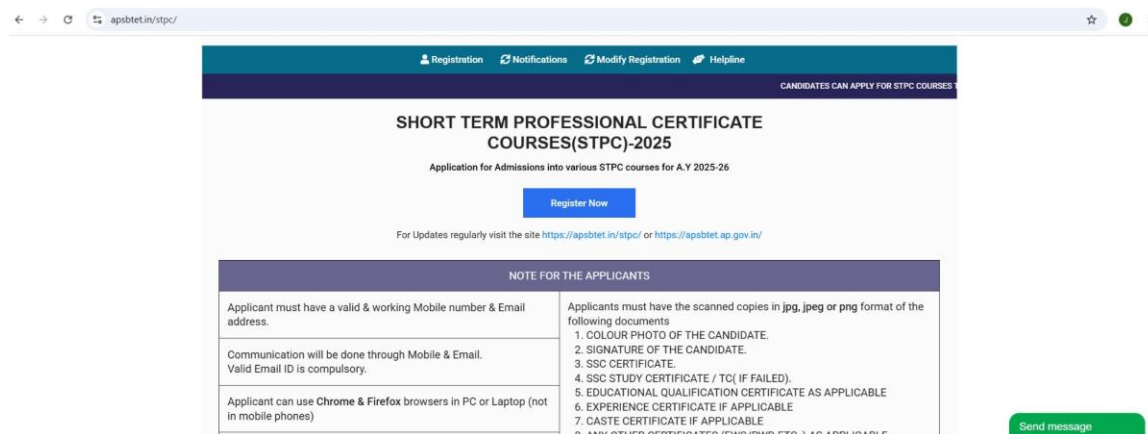 apsbtet.in/stpc/
J
Registration Notifications Modify Registration Helpline
CANDIDATES CAN APPLY FOR STPC COURSES
SHORT TERM PROFESSIONAL CERTIFICATE
COURSES(STPC)-2025
Application for Admissions into various STPC courses for A.Y 2025-26
Register Now
For Updates regularly visit the site https://apsbtet.in/stpc/ or https://apsbtet.ap.gov.in/
NOTE FOR THE APPLICANTS
Applicant must have a valid & working Mobile number & Email
address.
Communication will be done through Mobile & Email.
Valid Email ID is compulsory.
Applicant can use Chrome & Firefox browsers in PC or Laptop (not
in mobile phones)
Applicants must have the scanned copies in jpg, jpeg or png format of the
following documents
1. COLOUR PHOTO OF THE CANDIDATE.
2. SIGNATURE OF THE CANDIDATE.
3. SSC CERTIFICATE.
4. SSC STUDY CERTIFICATE / TC( IF FAILED).
5. EDUCATIONAL QUALIFICATION CERTIFICATE AS APPLICABLE
6. EXPERIENCE CERTIFICATE IF APPLICABLE
7. CASTE CERTIFICATE IF APPLICABLE
Send message